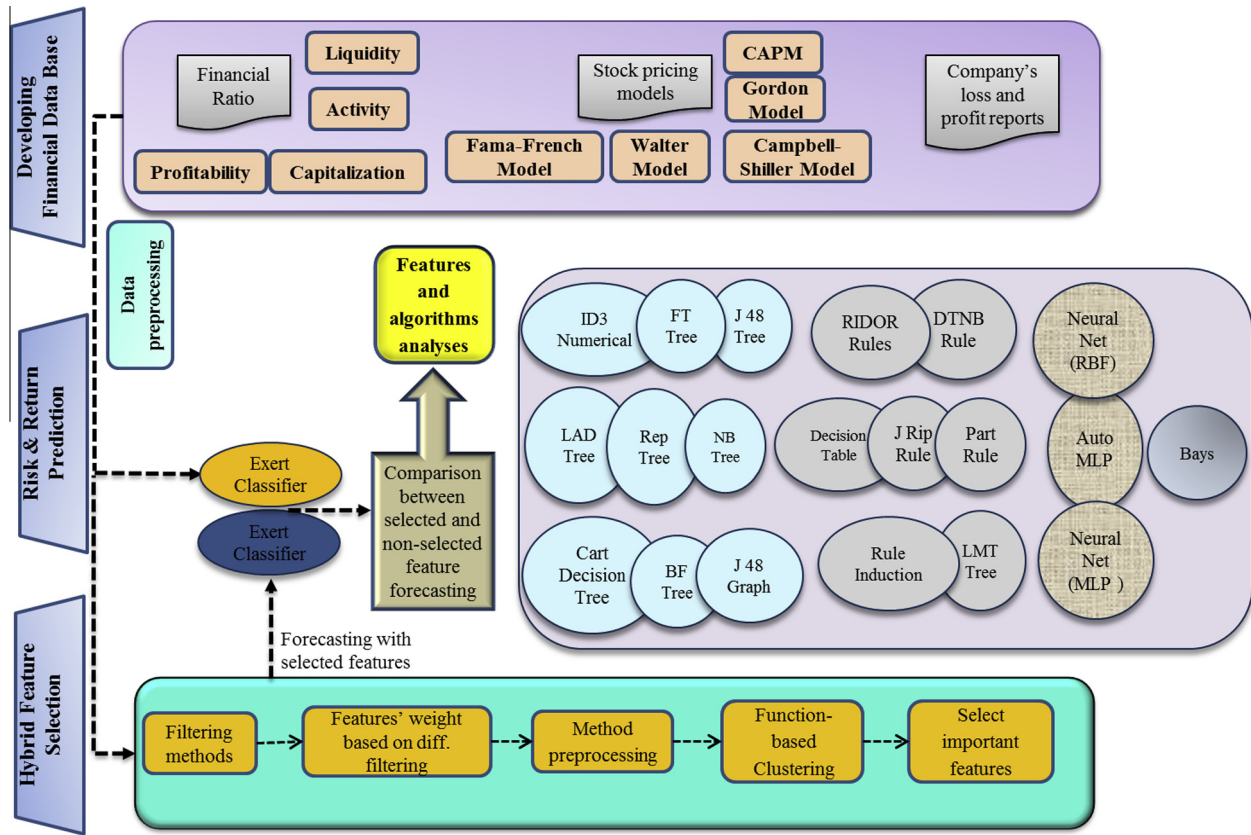 Developing
Financial Data Base
Financial
Ratio
Liquidity
Activity
Profitability
Capitalization
Stock pricing
models
CAPM
Gordon
Model
Fama-French
Model
Walter
Model
Campbell-
Shiller Model
Company's
loss and
profit reports
Data
preprocessing
Risk & Return
Prediction
Features
and
algorithms
analyses
Exert
Classifier
Exert
Classifier
Comparison
between
selected and
non-selected
feature
forecasting
ID3
Numerical
FT
Tree
J 48
Tree
RIDOR
Rules
DTNB
Rule
Neural
Net
(RBF)
LAD
Tree
Rep
Tree
NB
Tree
Decision
Table
J Rip
Rule
Part
Rule
Auto
MLP
Bays
Cart
Decision
Tree
BF
Tree
J 48
Graph
Rule
Induction
LMT
Tree
Neural
Net
(MLP )
Forecasting with
selected features
Hybrid Feature
Selection
Filtering
methods
Features' weight
based on diff.
filtering
Method
preprocessing
Function-
based
Clustering
Select
important
features